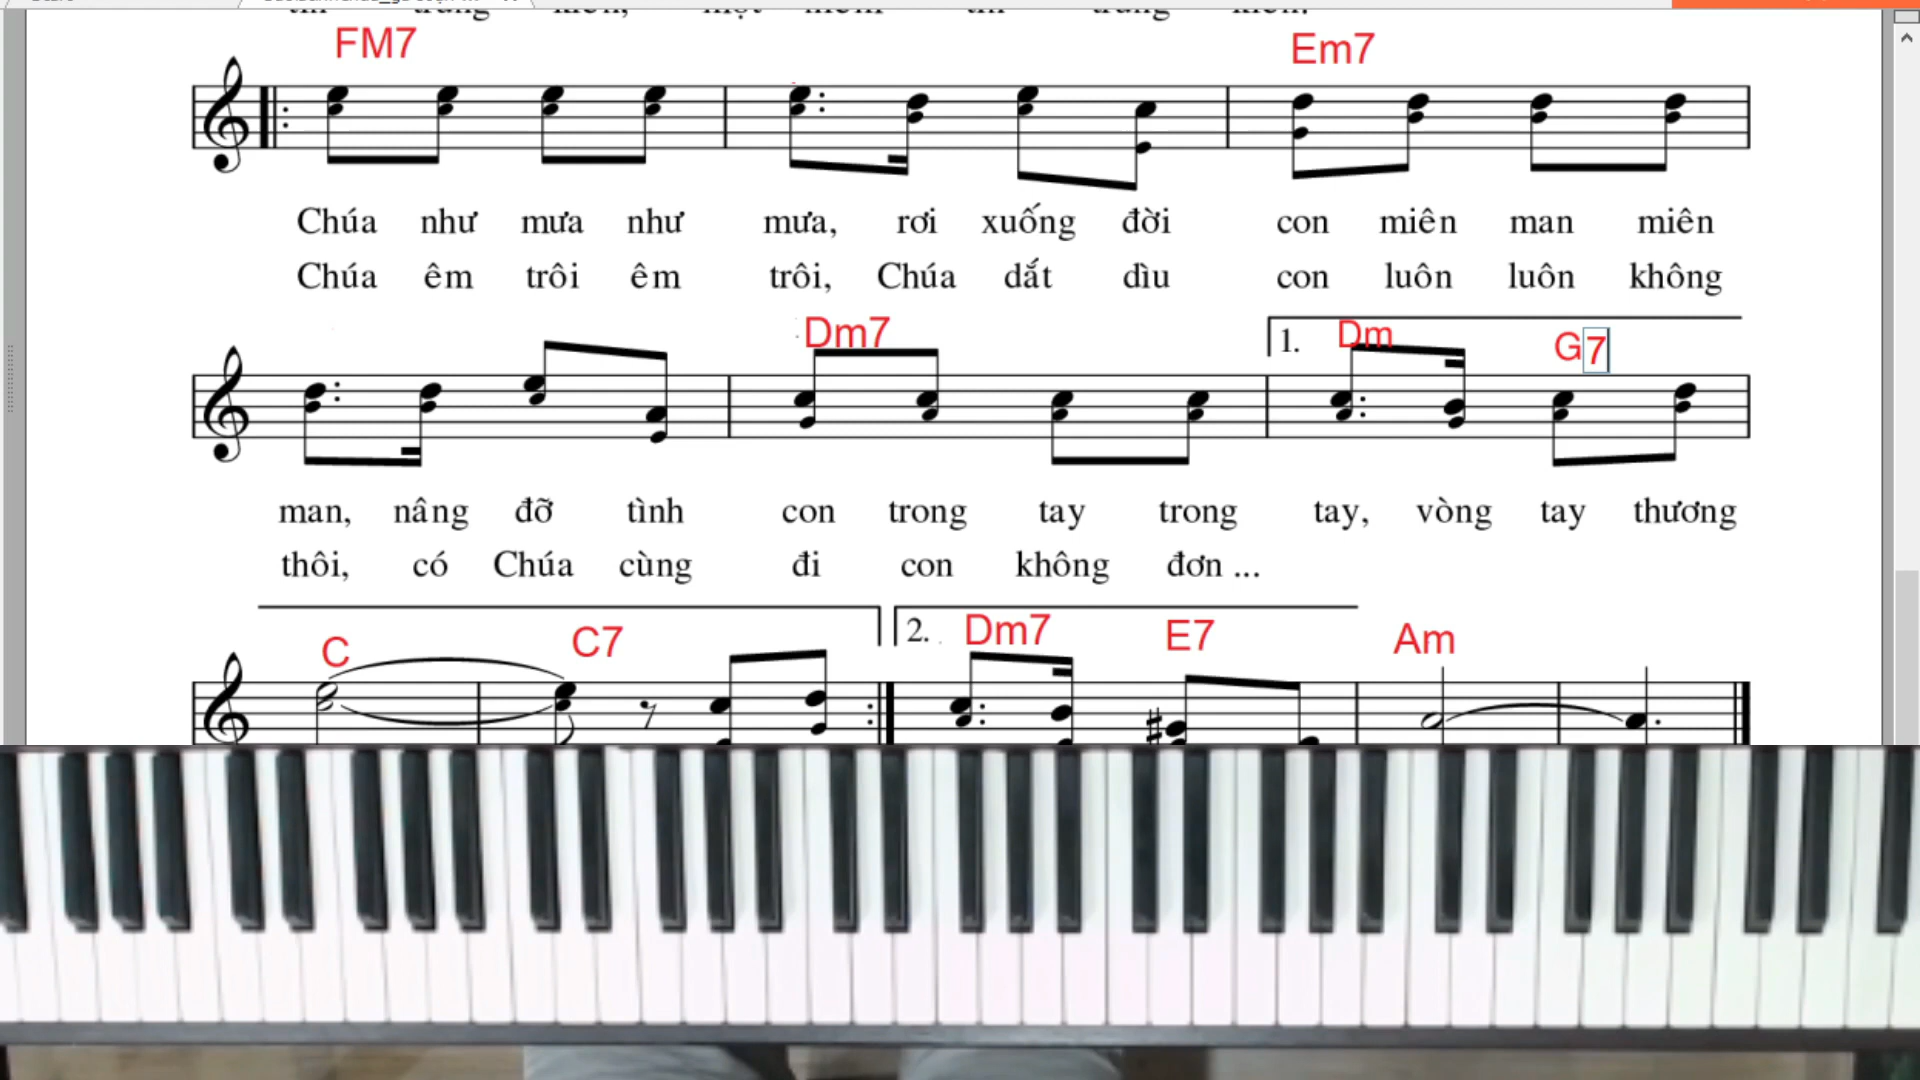 FM7 Em7
Chúa như mưa như mưa, rơi xuống đời con miên man miên
Chúa êm trôi êm trôi, Chúa dắt dìu con luôn luôn không
Dm7 1. Dm G7
man, nâng đỡ tình con trong tay trong tay, vòng tay thương
thôi, có Chúa cùng đi con không đơn ...
C C7 2. Dm7 E7 Am